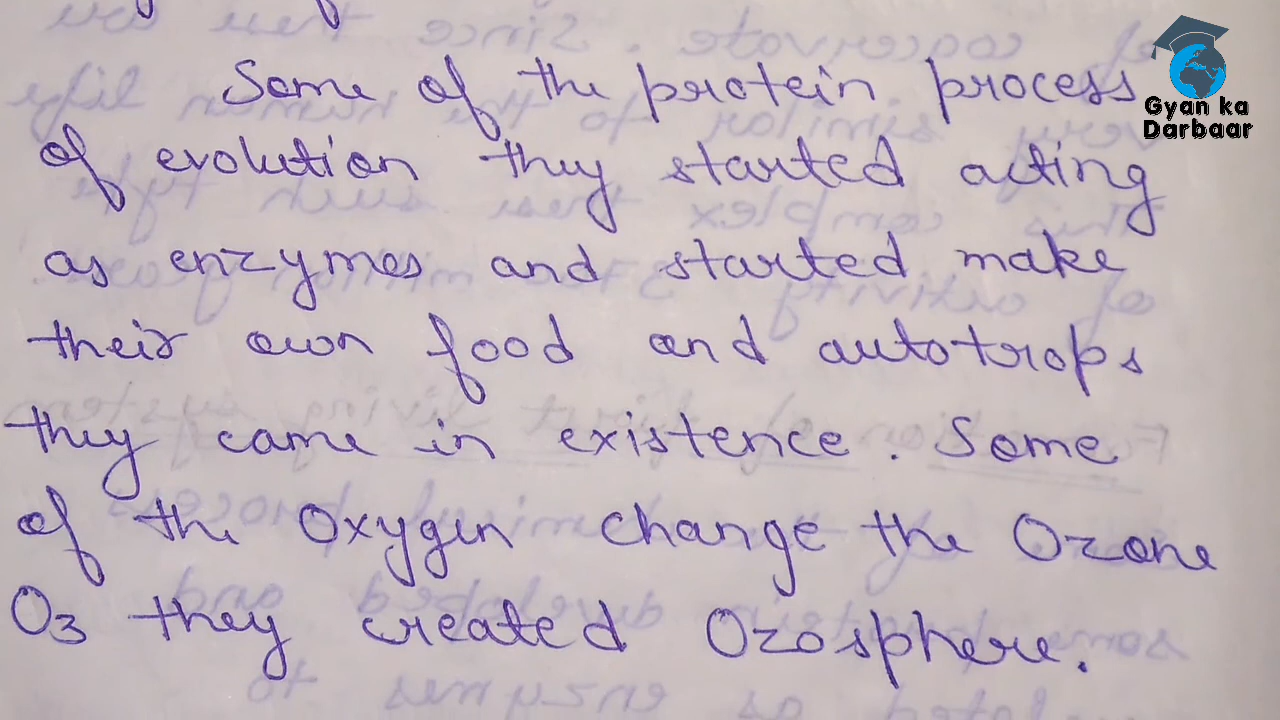 Some of the protein process
of evolution they started acting
as enzymes and started make
their own food and autotrops
they came in existence. Some
of the Oxygen change the Ozone
O3 they created Ozosphere.
Gyan ka
Darbaar